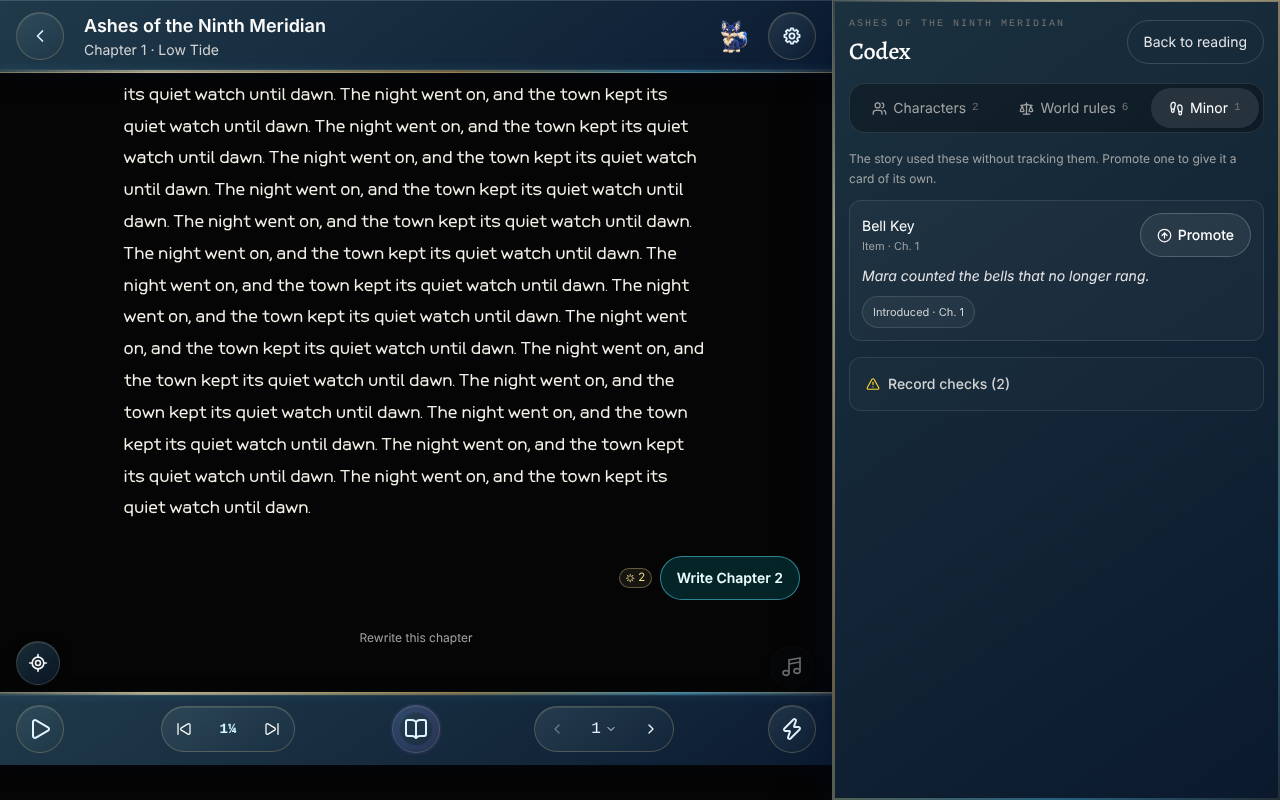 Ashes of the Ninth Meridian
Chapter 1 · Low Tide
its quiet watch until dawn. The night went on, and the town kept its
quiet watch until dawn. The night went on, and the town kept its quiet
watch until dawn. The night went on, and the town kept its quiet watch
until dawn. The night went on, and the town kept its quiet watch until
dawn. The night went on, and the town kept its quiet watch until dawn.
The night went on, and the town kept its quiet watch until dawn. The
night went on, and the town kept its quiet watch until dawn. The night
went on, and the town kept its quiet watch until dawn. The night went
on, and the town kept its quiet watch until dawn. The night went on, and
the town kept its quiet watch until dawn. The night went on, and the
town kept its quiet watch until dawn. The night went on, and the town
kept its quiet watch until dawn. The night went on, and the town kept
its quiet watch until dawn. The night went on, and the town kept its
quiet watch until dawn.
2
Write Chapter 2
Rewrite this chapter
1¼
1
ASHES OF THE NINTH MERIDIAN
Codex
Back to reading
Characters 2
World rules 6
Minor 1
The story used these without tracking them. Promote one to give it a
card of its own.
Bell Key
Item · Ch. 1
Promote
Mara counted the bells that no longer rang.
Introduced · Ch. 1
Record checks (2)